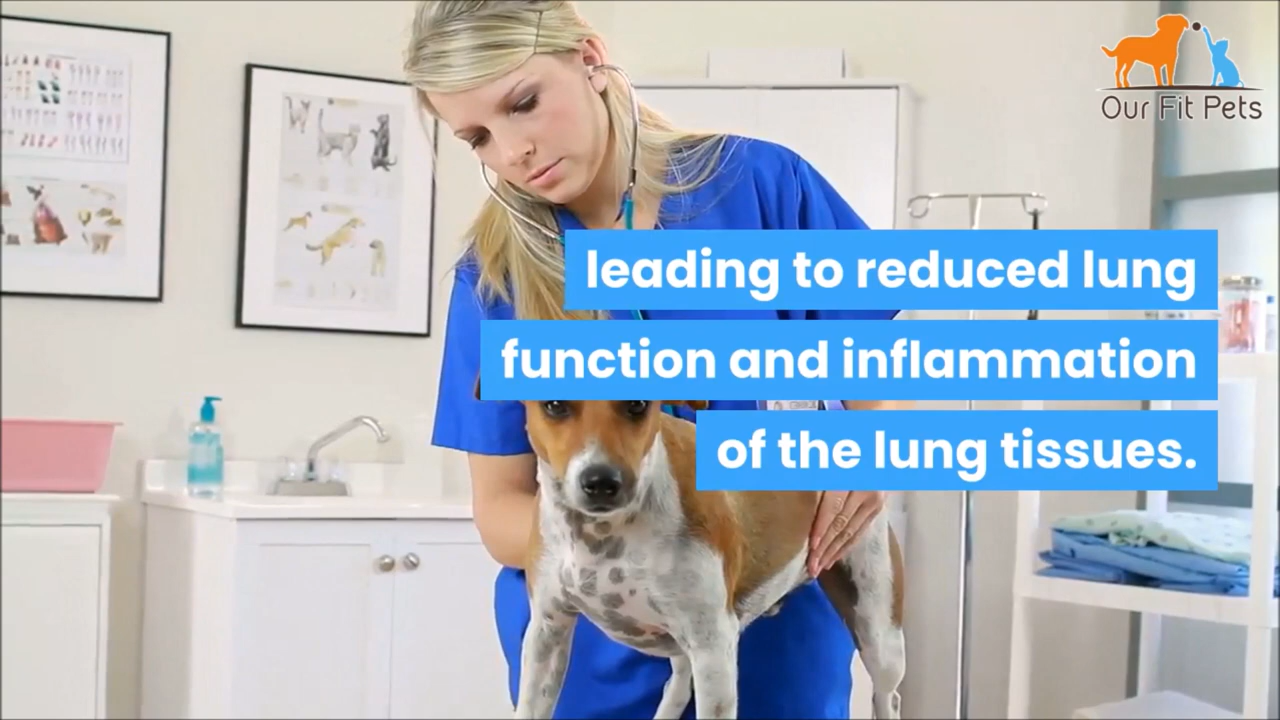 Our Fit Pets
leading to reduced lung
function and inflammation
of the lung tissues.